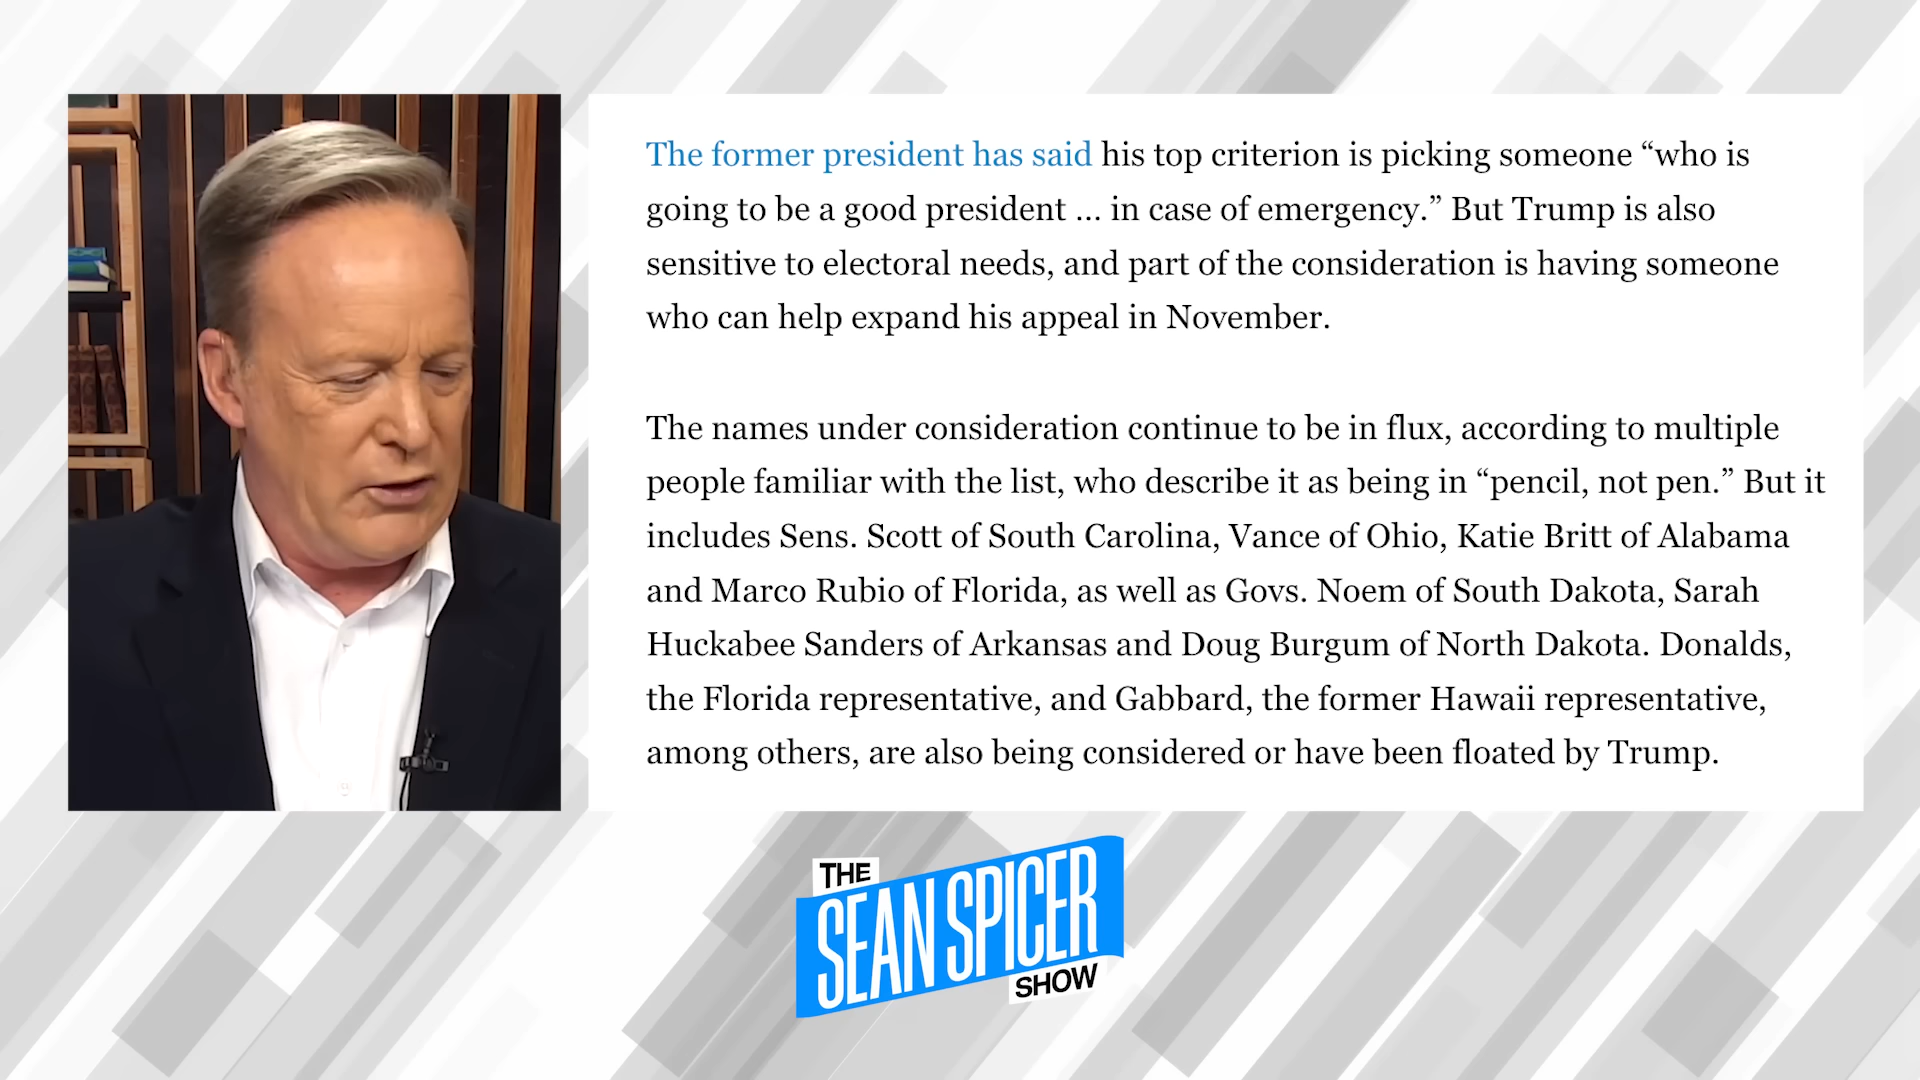 The former president has said his top criterion is picking someone “who is
going to be a good president ... in case of emergency.” But Trump is also
sensitive to electoral needs, and part of the consideration is having someone
who can help expand his appeal in November.
The names under consideration continue to be in flux, according to multiple
people familiar with the list, who describe it as being in “pencil, not pen.” But it
includes Sens. Scott of South Carolina, Vance of Ohio, Katie Britt of Alabama
and Marco Rubio of Florida, as well as Govs. Noem of South Dakota, Sarah
Huckabee Sanders of Arkansas and Doug Burgum of North Dakota. Donalds,
the Florida representative, and Gabbard, the former Hawaii representative,
among others, are also being considered or have been floated by Trump.
THE
SEAN SPICER
SHOW